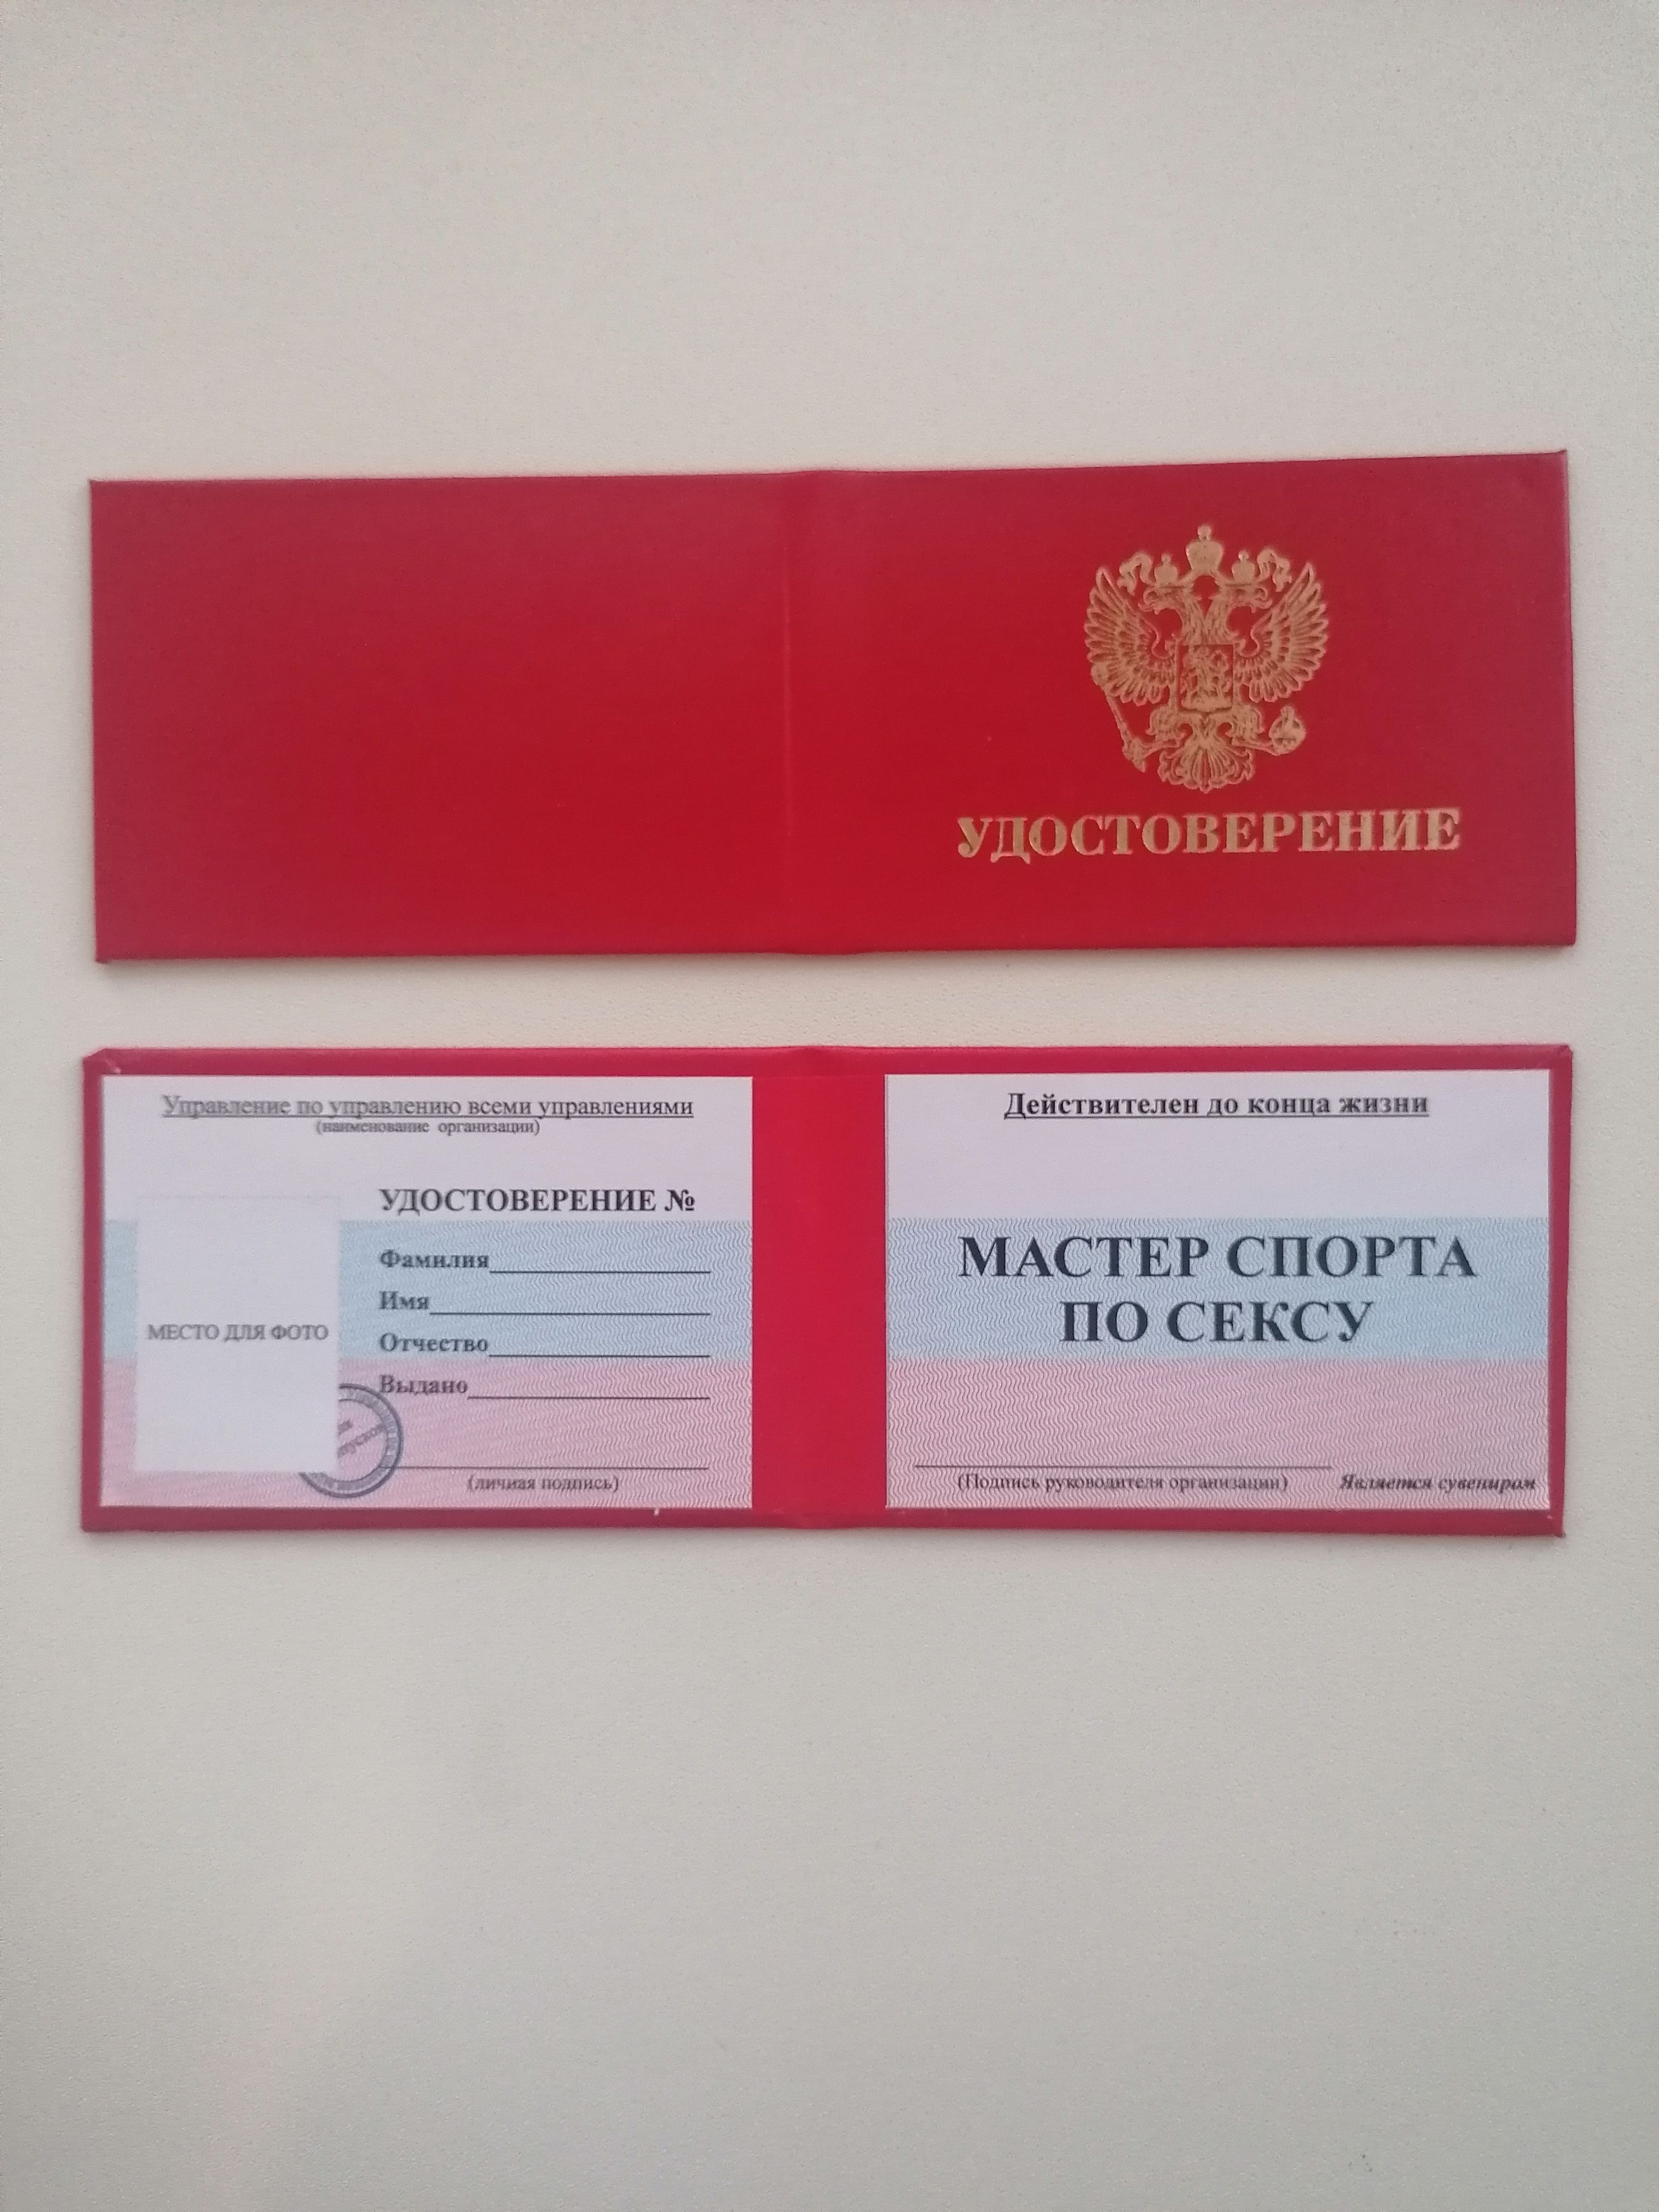 УДОСТОВЕРЕНИЕ
Управление по управлению всеми управлениями
(наименование организации)
УДОСТОВЕРЕНИЕ №
Фамилия
Имя
МЕСТО ДЛЯ ФОТО
Отчество
Выдано
(личная подпись)
Действителен до конца жизни
МАСТЕР СПОРТА
ПО СЕКСУ
(Подпись руководителя организации)
Является сувениром